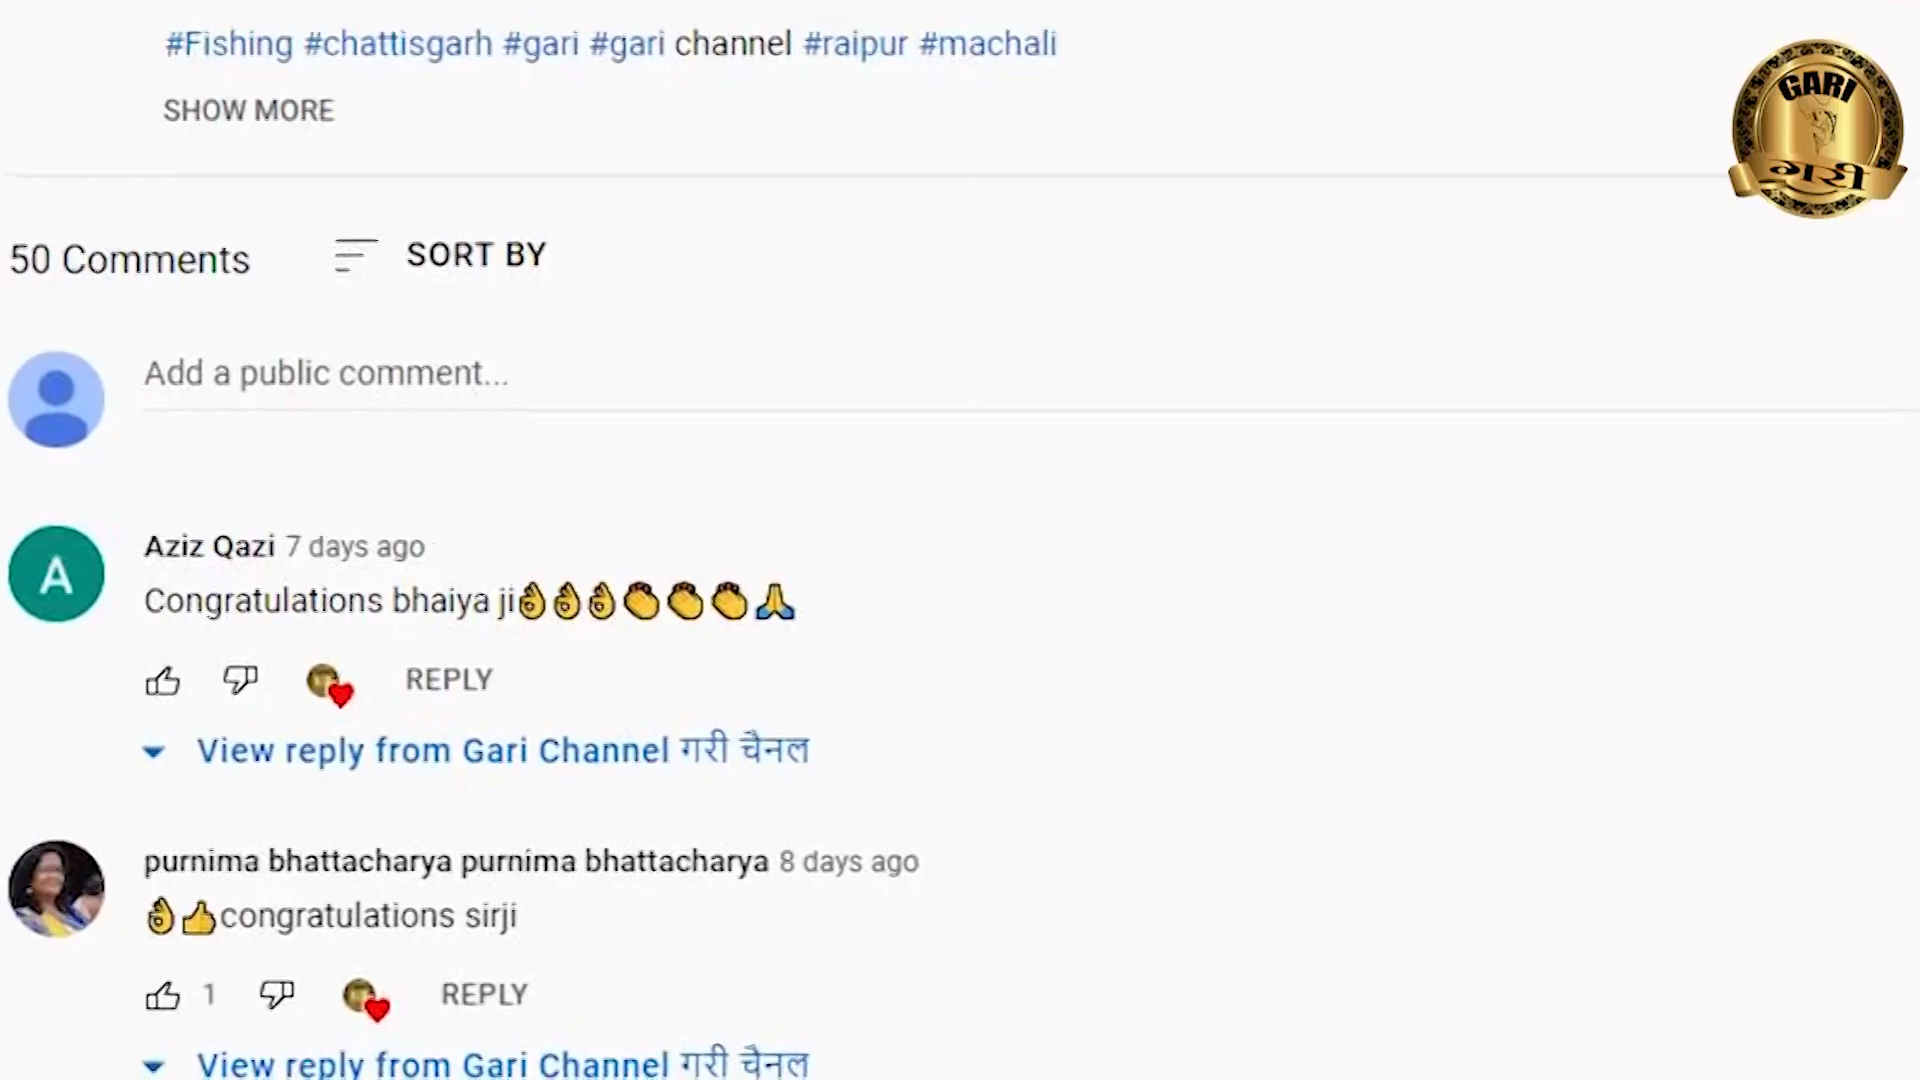 #Fishing #chattisgarh #gari #gari channel #raipur #machali
SHOW MORE
GARI
गरी
50 Comments
SORT BY
Add a public comment...
A
Aziz Qazi 7 days ago
Congratulations bhaiya ji👌👌👌👏👏👏🙏
REPLY
View reply from Gari Channel गरी चैनल
purnima bhattacharya purnima bhattacharya 8 days ago
👌👍congratulations sirji
1
REPLY
View reply from Gari Channel गरी चैनल